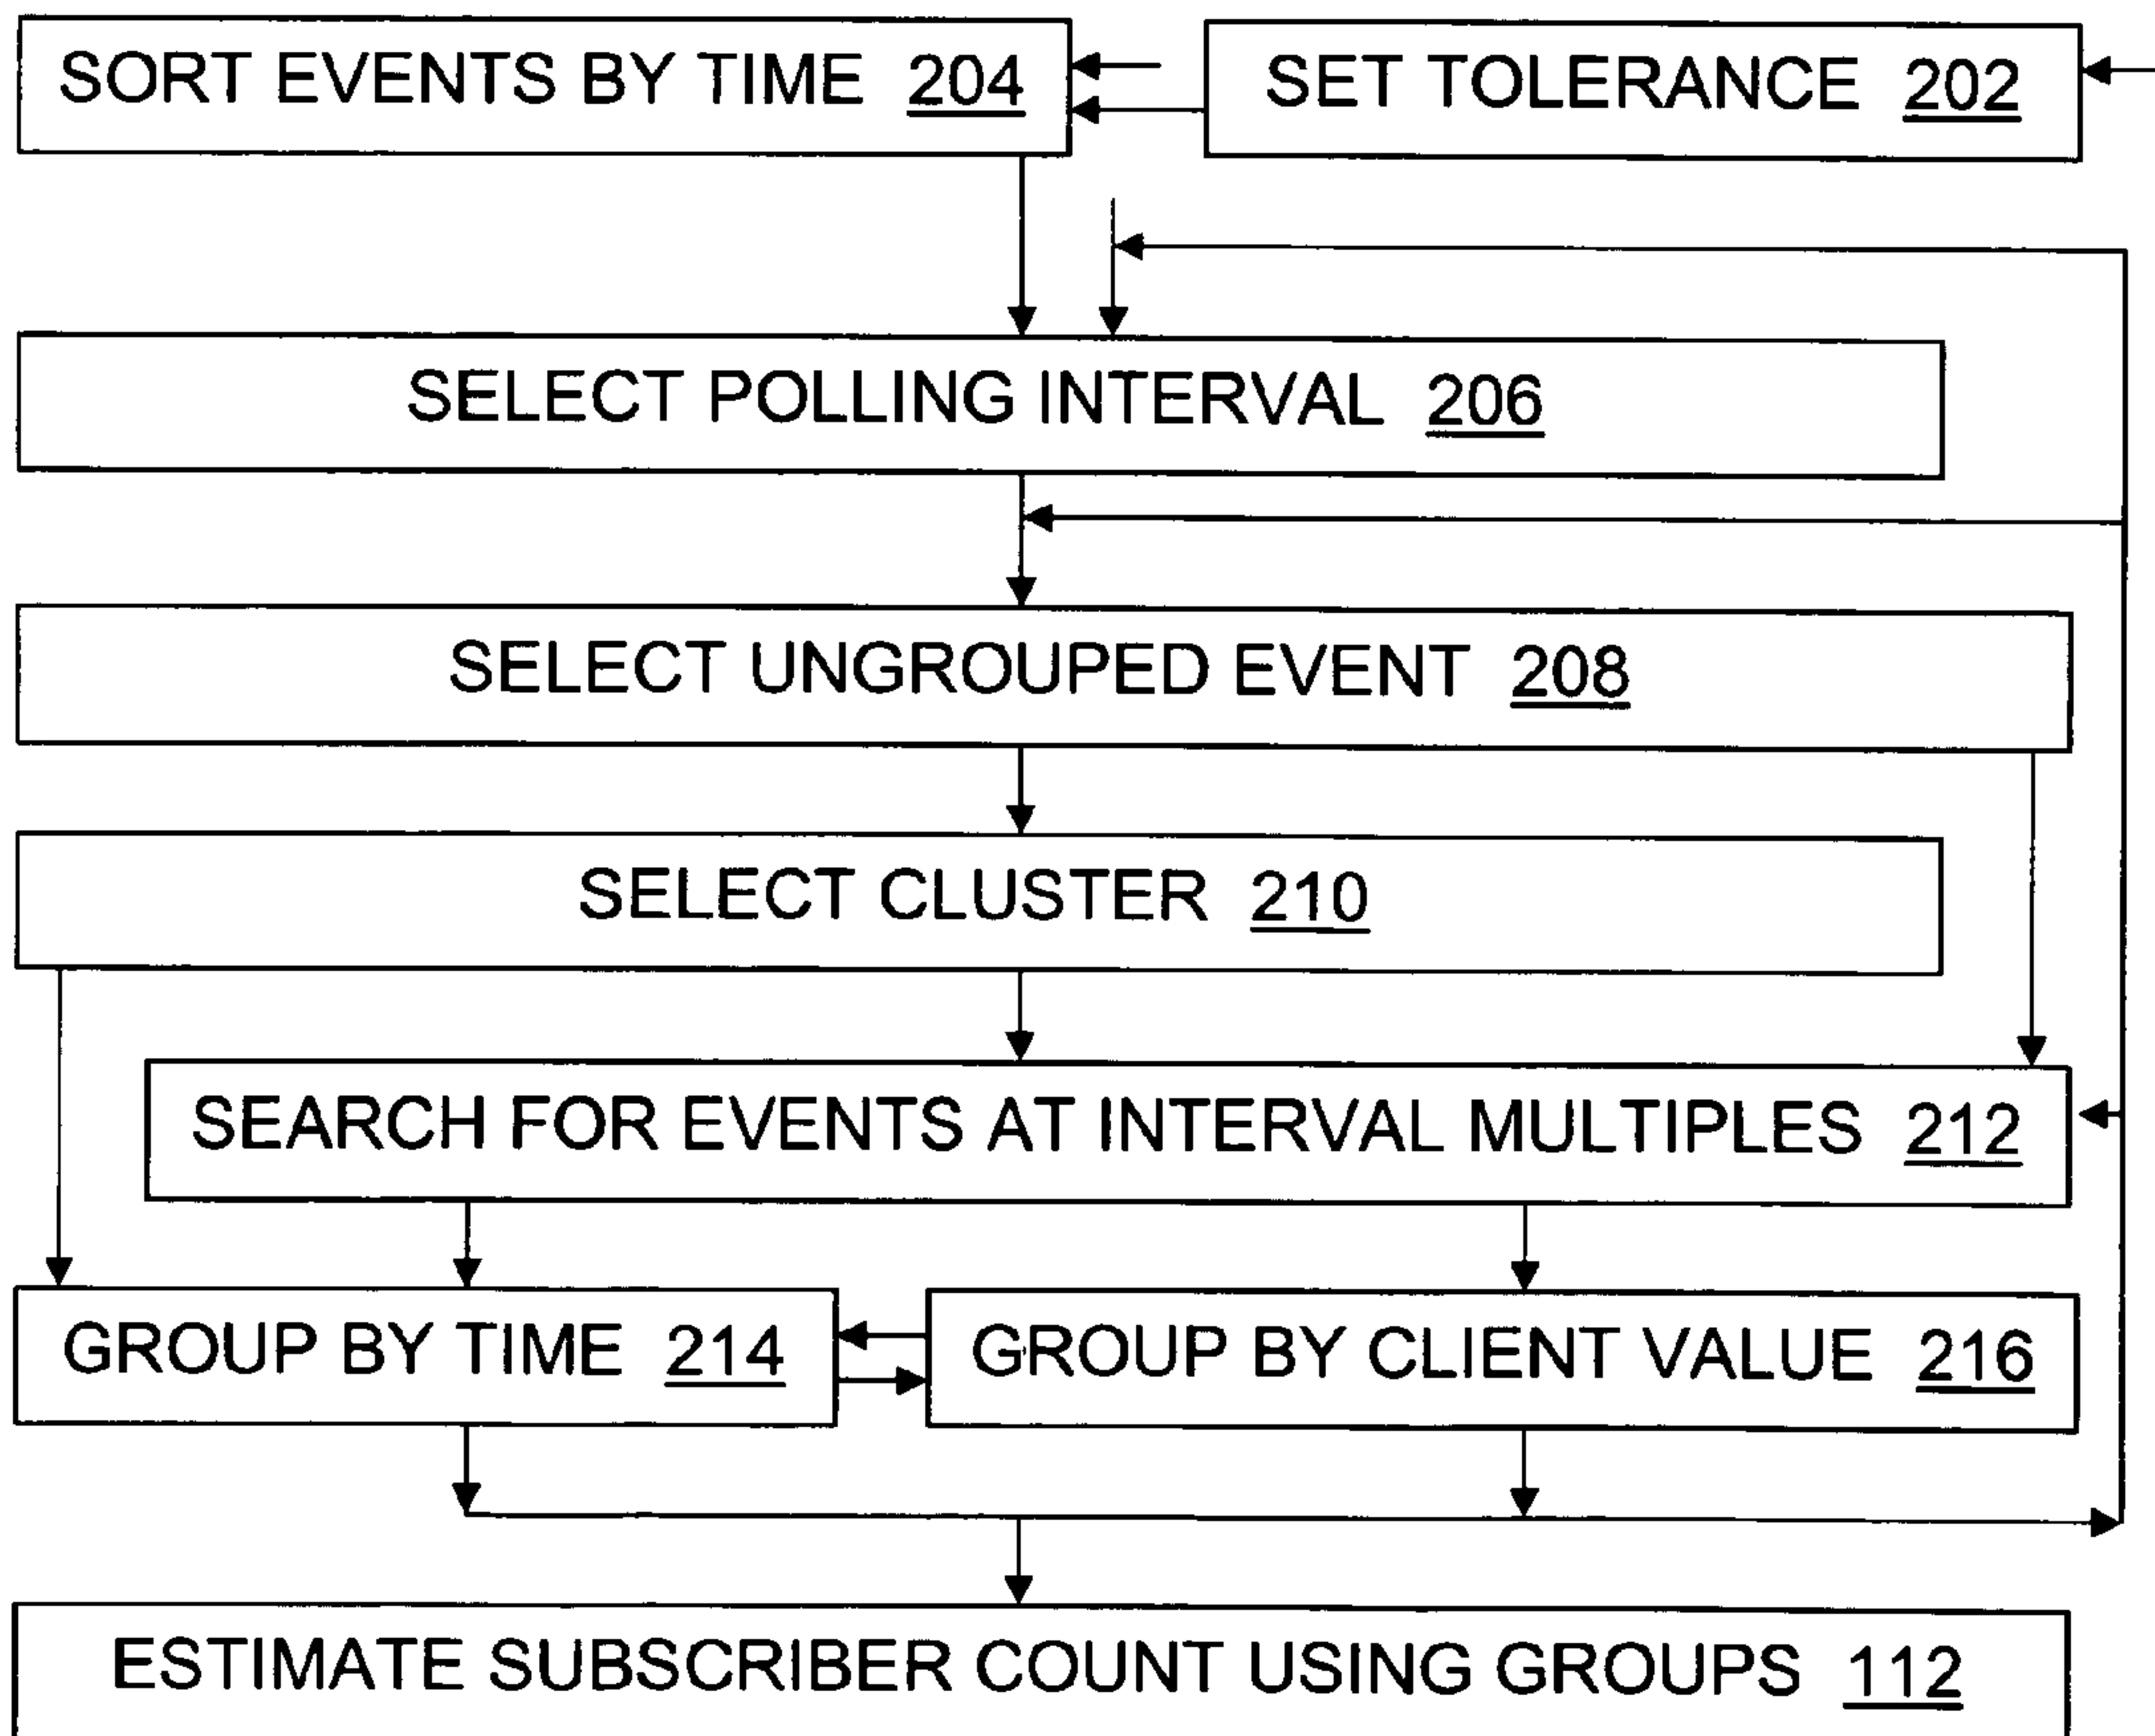 SORT EVENTS BY TIME 204
SET TOLERANCE 202
SELECT POLLING INTERVAL 206
SELECT UNGROUPED EVENT 208
SELECT CLUSTER 210
SEARCH FOR EVENTS AT INTERVAL MULTIPLES 212
GROUP BY TIME 214
GROUP BY CLIENT VALUE 216
ESTIMATE SUBSCRIBER COUNT USING GROUPS 112